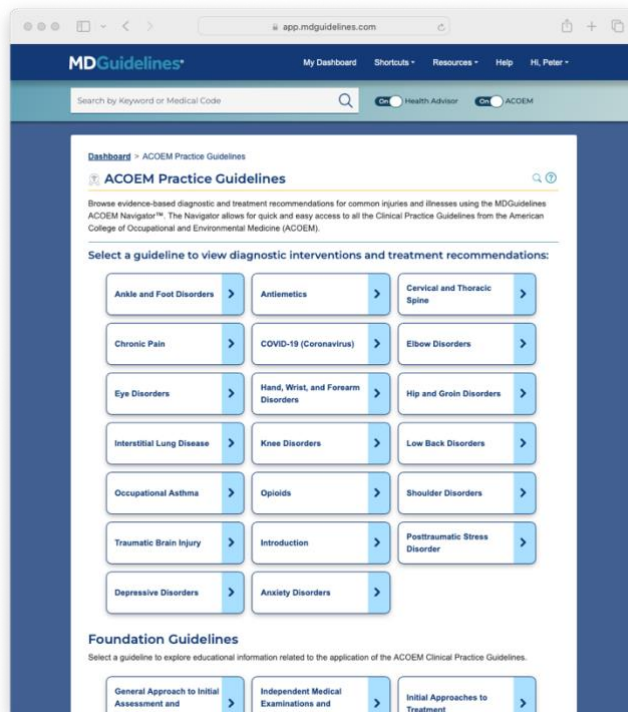 app.mdguidelines.com
MDGuidelines
My Dashboard Shortcuts Resources Help Hi, Peter
Search by Keyword or Medical Code
On Health Advisor On ACOEM
Dashboard > ACOEM Practice Guidelines
ACOEM Practice Guidelines
Browse evidence-based diagnostic and treatment recommendations for common injuries and illnesses using the MDGuidelines
ACOEM Navigator™. The Navigator allows for quick and easy access to all the Clinical Practice Guidelines from the American
College of Occupational and Environmental Medicine (ACOEM).
Select a guideline to view diagnostic interventions and treatment recommendations:
Ankle and Foot Disorders
Antiemetics
Cervical and Thoracic
Spine
Chronic Pain
COVID-19 (Coronavirus)
Elbow Disorders
Eye Disorders
Hand, Wrist, and Forearm
Disorders
Hip and Groin Disorders
Interstitial Lung Disease
Knee Disorders
Low Back Disorders
Occupational Asthma
Opioids
Shoulder Disorders
Traumatic Brain Injury
Introduction
Posttraumatic Stress
Disorder
Depressive Disorders
Anxiety Disorders
Foundation Guidelines
Select a guideline to explore educational information related to the application of the ACOEM Clinical Practice Guidelines.
General Approach to Initial
Assessment and
Independent Medical
Examinations and
Initial Approaches to
Treatment